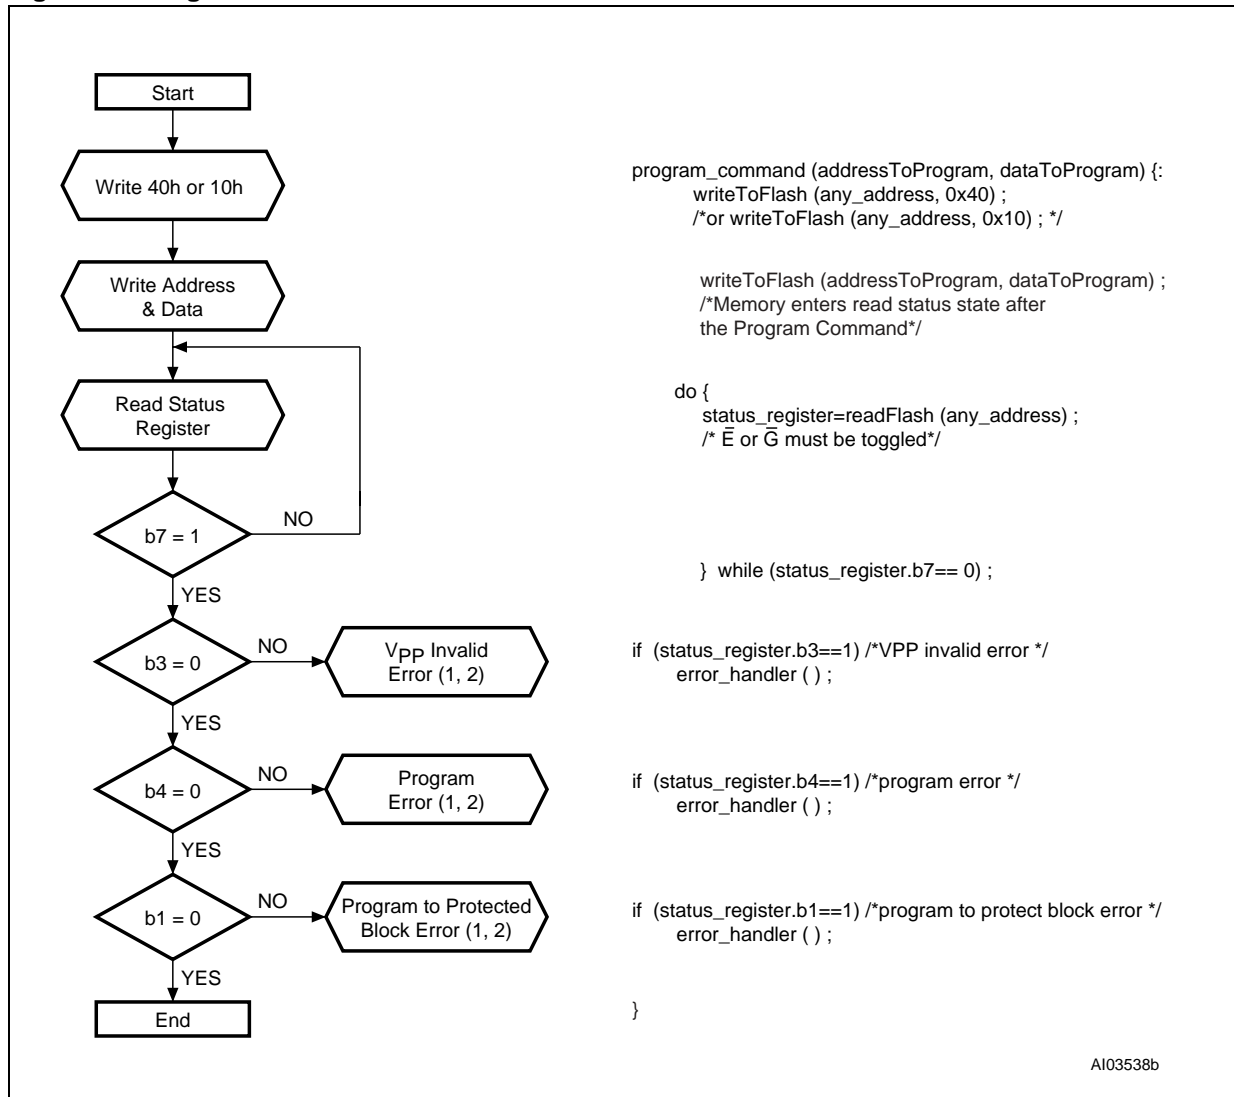 Start
Write 40h or 10h
Write Address
& Data
Read Status
Register
b7 = 1
NO
YES
b3 = 0
NO
VPP Invalid
Error (1, 2)
YES
b4 = 0
NO
Program
Error (1, 2)
YES
b1 = 0
NO
Program to Protected
Block Error (1, 2)
YES
End
program_command (addressToProgram, dataToProgram) {:
writeToFlash (any_address, 0x40) ;
/*or writeToFlash (any_address, 0x10) ; */
writeToFlash (addressToProgram, dataToProgram) ;
/*Memory enters read status state after
the Program Command*/
do {
status_register=readFlash (any_address) ;
/* E̅ or G̅ must be toggled*/
} while (status_register.b7== 0) ;
if (status_register.b3==1) /*VPP invalid error */
error_handler ( ) ;
if (status_register.b4==1) /*program error */
error_handler ( ) ;
if (status_register.b1==1) /*program to protect block error */
error_handler ( ) ;
}
AI03538b